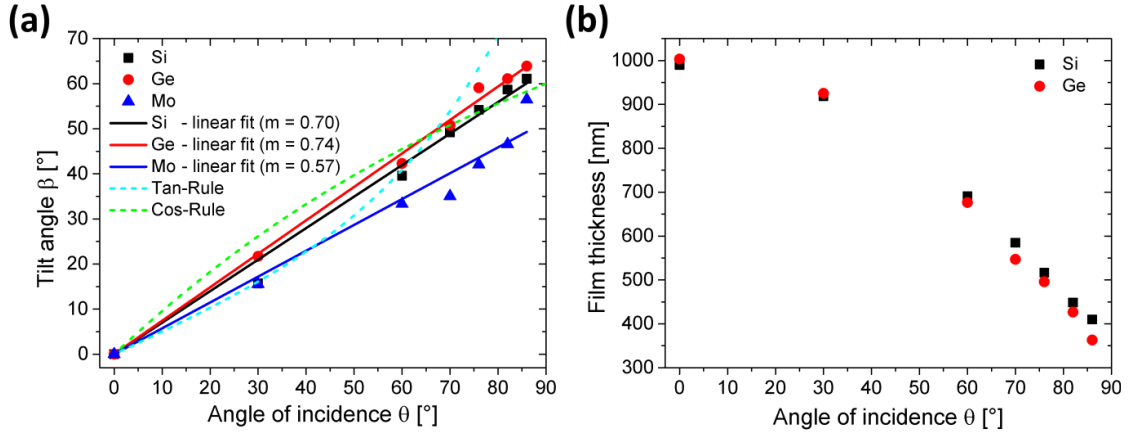 (a)
70
60
50
40
30
20
10
0
Tilt angle β [°]
Si
Ge
Mo
Si - linear fit (m = 0.70)
Ge - linear fit (m = 0.74)
Mo - linear fit (m = 0.57)
Tan-Rule
Cos-Rule
0 10 20 30 40 50 60 70 80 90
Angle of incidence θ [°]
(b)
1000
900
800
700
600
500
400
300
Film thickness [nm]
Si
Ge
0 10 20 30 40 50 60 70 80 90
Angle of incidence θ [°]